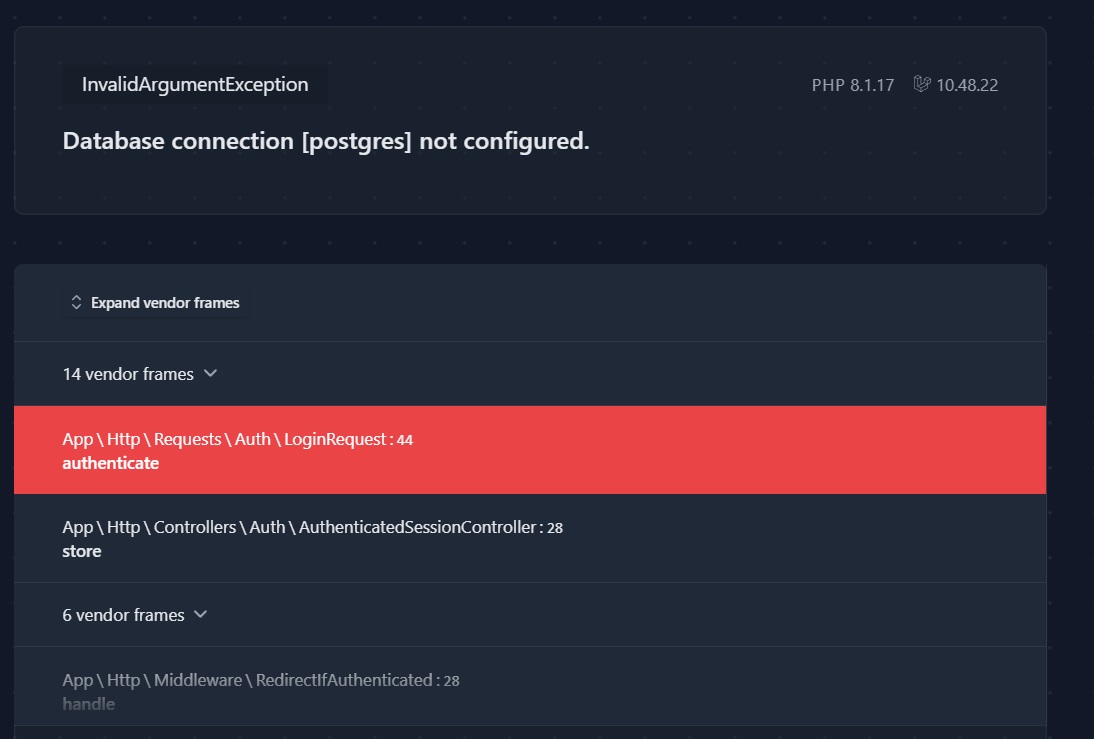 InvalidArgumentException
PHP 8.1.17 10.48.22
Database connection [postgres] not configured.
Expand vendor frames
14 vendor frames
App \ Http \ Requests \ Auth \ LoginRequest : 44
authenticate
App \ Http \ Controllers \ Auth \ AuthenticatedSessionController : 28
store
6 vendor frames
App \ Http \ Middleware \ RedirectIfAuthenticated : 28
handle